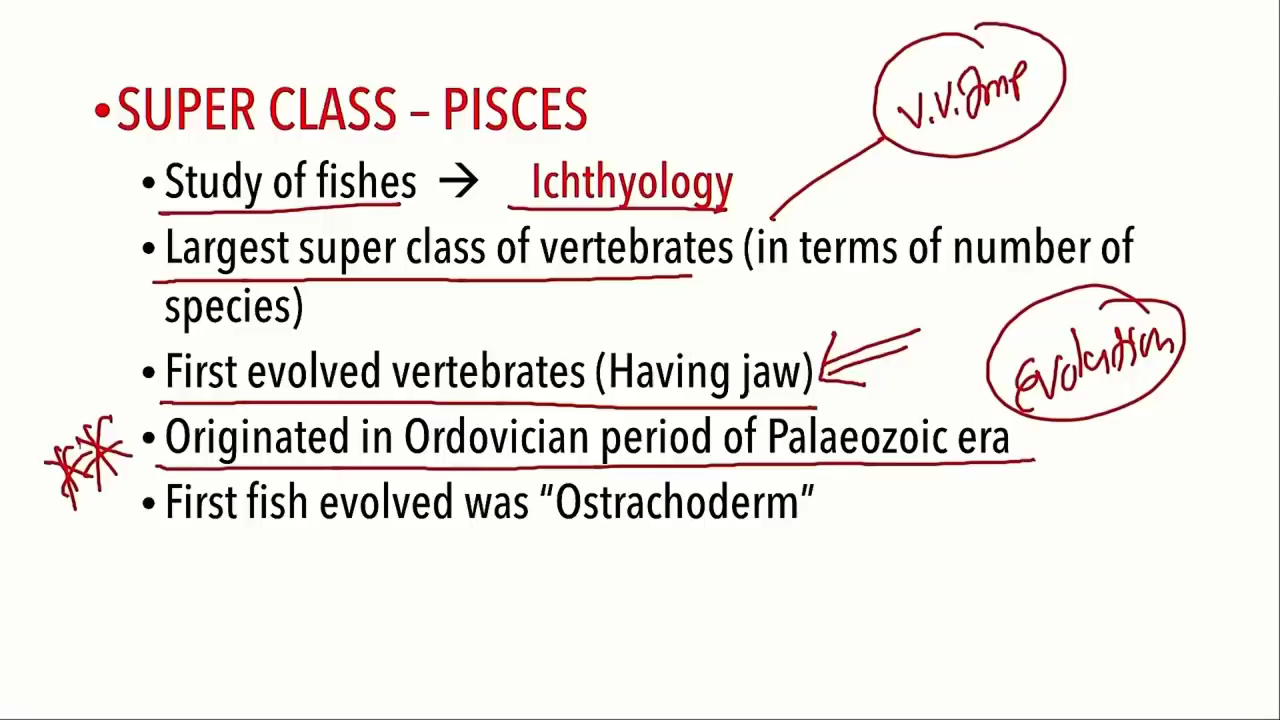 V.V.Imp
•SUPER CLASS – PISCES
•Study of fishes → Ichthyology
•Largest super class of vertebrates (in terms of number of
species)
•First evolved vertebrates (Having jaw)
Evolution
•Originated in Ordovician period of Palaeozoic era
•First fish evolved was “Ostrachoderm”